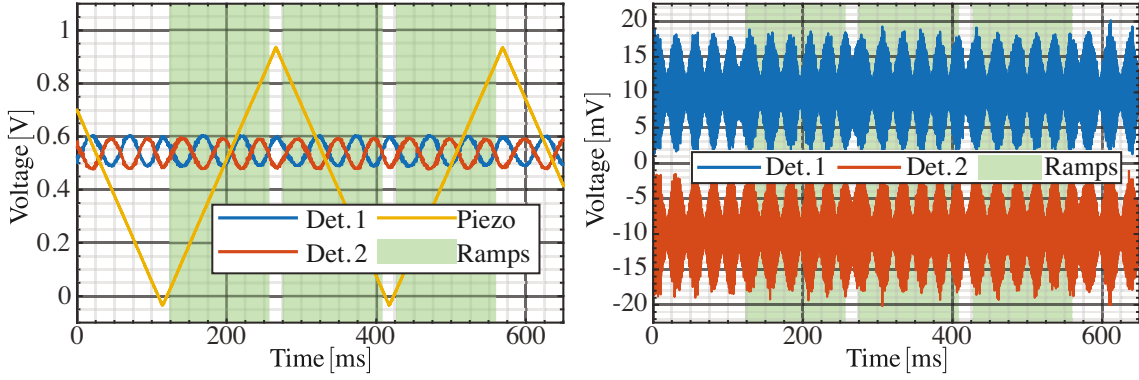 1
0.8
0.6
0.4
0.2
0
Voltage [V]
0 200 400 600
Time [ms]
Det. 1 Piezo
Det. 2 Ramps
20
15
10
5
0
-5
-10
-15
-20
Voltage [mV]
0 200 400 600
Time [ms]
Det. 1 Det. 2 Ramps